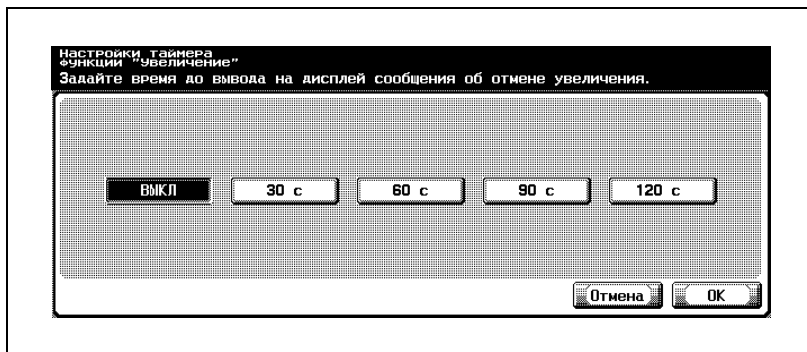 Настройки таймера
Функции "Увеличение"
Задайте время до вывода на дисплей сообщения об отмене увеличения.
ВЫКЛ 30 с 60 с 90 с 120 с
Отмена OK